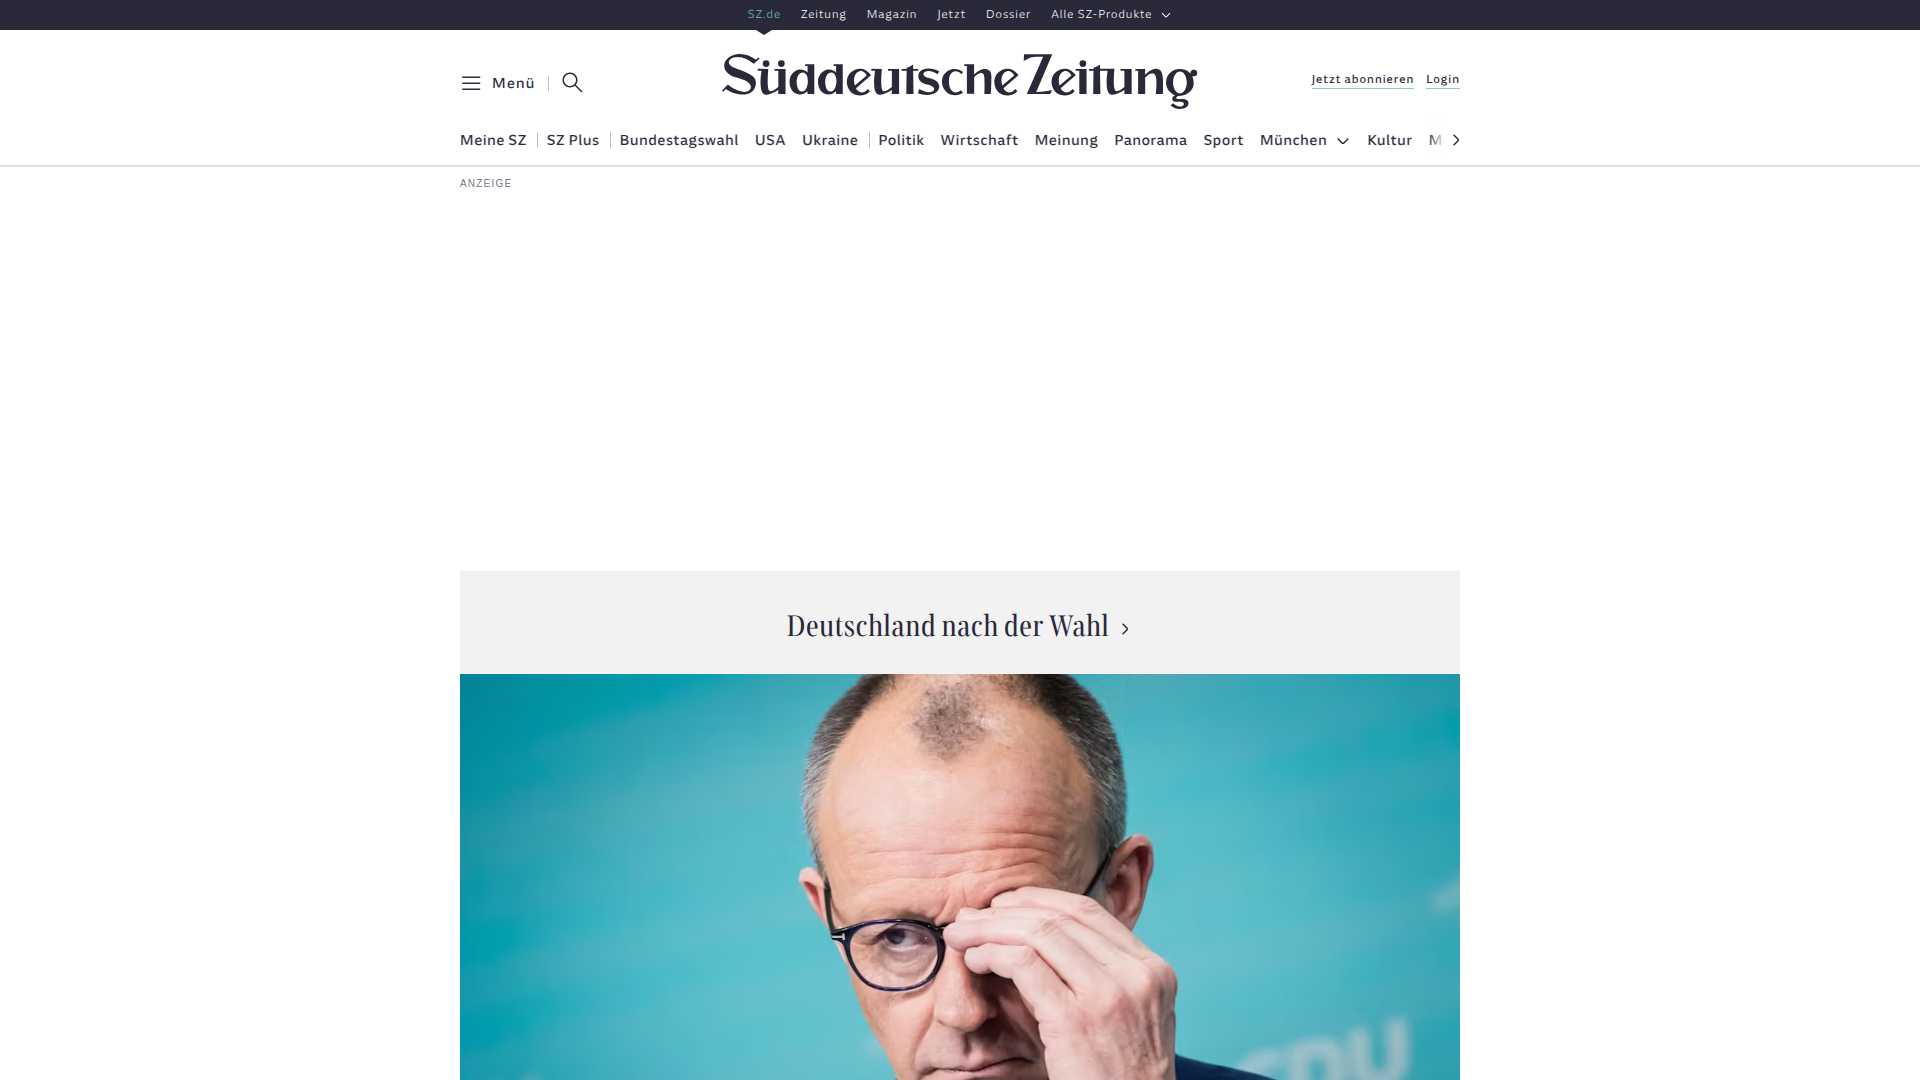 SZ.de Zeitung Magazin Jetzt Dossier Alle SZ-Produkte
Menü
Süddeutsche Zeitung
Jetzt abonnieren Login
Meine SZ SZ Plus Bundestagswahl USA Ukraine Politik Wirtschaft Meinung Panorama Sport München Kultur M
ANZEIGE
Deutschland nach der Wahl
CDU